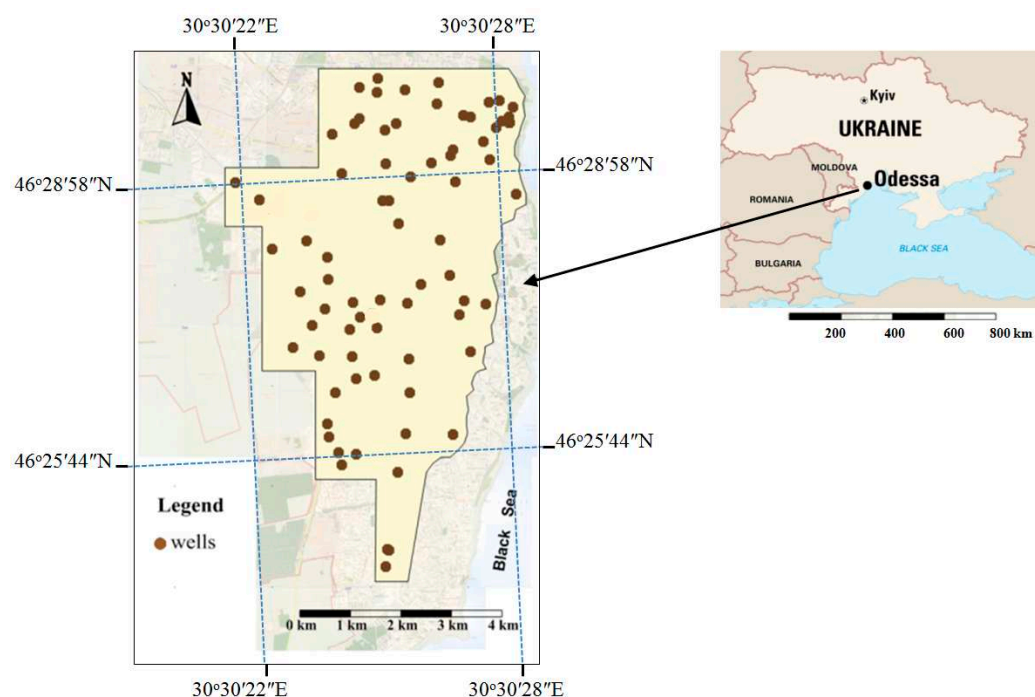 30°30′22″E
30°30′28″E
N
46°28′58″N
46°28′58″N
46°25′44″N
46°25′44″N
Legend
wells
Black Sea
0 km 1 km 2 km 3 km 4 km
30°30′22″E
30°30′28″E
Kyiv
UKRAINE
MOLDOVA
Odessa
ROMANIA
BLACK SEA
BULGARIA
200 400 600 800 km